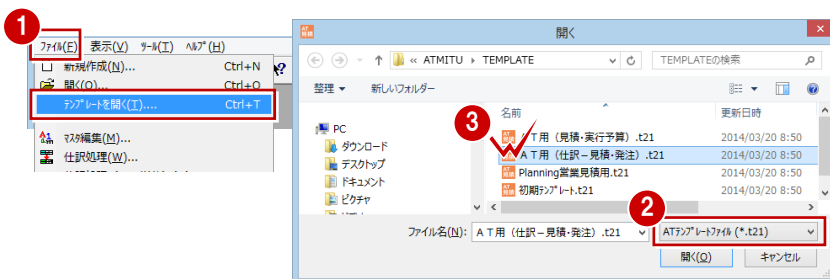 1
ﾌｧｲﾙ(F) 表示(V) ﾂｰﾙ(T) ﾍﾙﾌﾟ(H)
新規作成(N)... Ctrl+N
開く(O)... Ctrl+O
ﾃﾝﾌﾟﾚｰﾄを開く(T).... Ctrl+T
ﾏｽﾀ編集(M)...
仕訳処理(W)...
開く
« ATMITU ▸ TEMPLATE
TEMPLATEの検索
整理 ▼ 新しいフォルダー
PC
ダウンロード
デスクトップ
ドキュメント
ピクチャ
名前 更新日時
3
ＡＴ用（見積・実行予算）.t21 2014/03/20 8:50
ＡＴ用（仕訳－見積・発注）.t21 2014/03/20 8:50
Planning営業見積用.t21 2014/03/20 8:50
初期ﾃﾝﾌﾟﾚｰﾄ.t21 2014/03/20 8:50
2
ファイル名(N): ＡＴ用（仕訳－見積・発注）.t21
ATﾃﾝﾌﾟﾚｰﾄﾌｧｲﾙ (*.t21)
開く(O) キャンセル